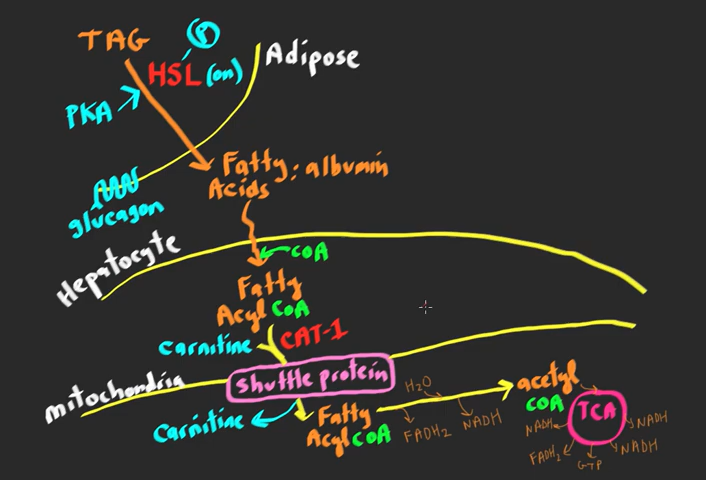 TAG
P
HSL (on)
Adipose
PKA
Fatty : albumin
Acids
glucagon
Hepatocyte
COA
Fatty
Acyl COA
Carnitine
CAT-1
mitochondria
shuttle protein
H2O
acetyl
COA
TCA
Carnitine
Fatty
Acyl COA
FADH2
NADH
NADH
NADH
NADH
FADH2
GTP